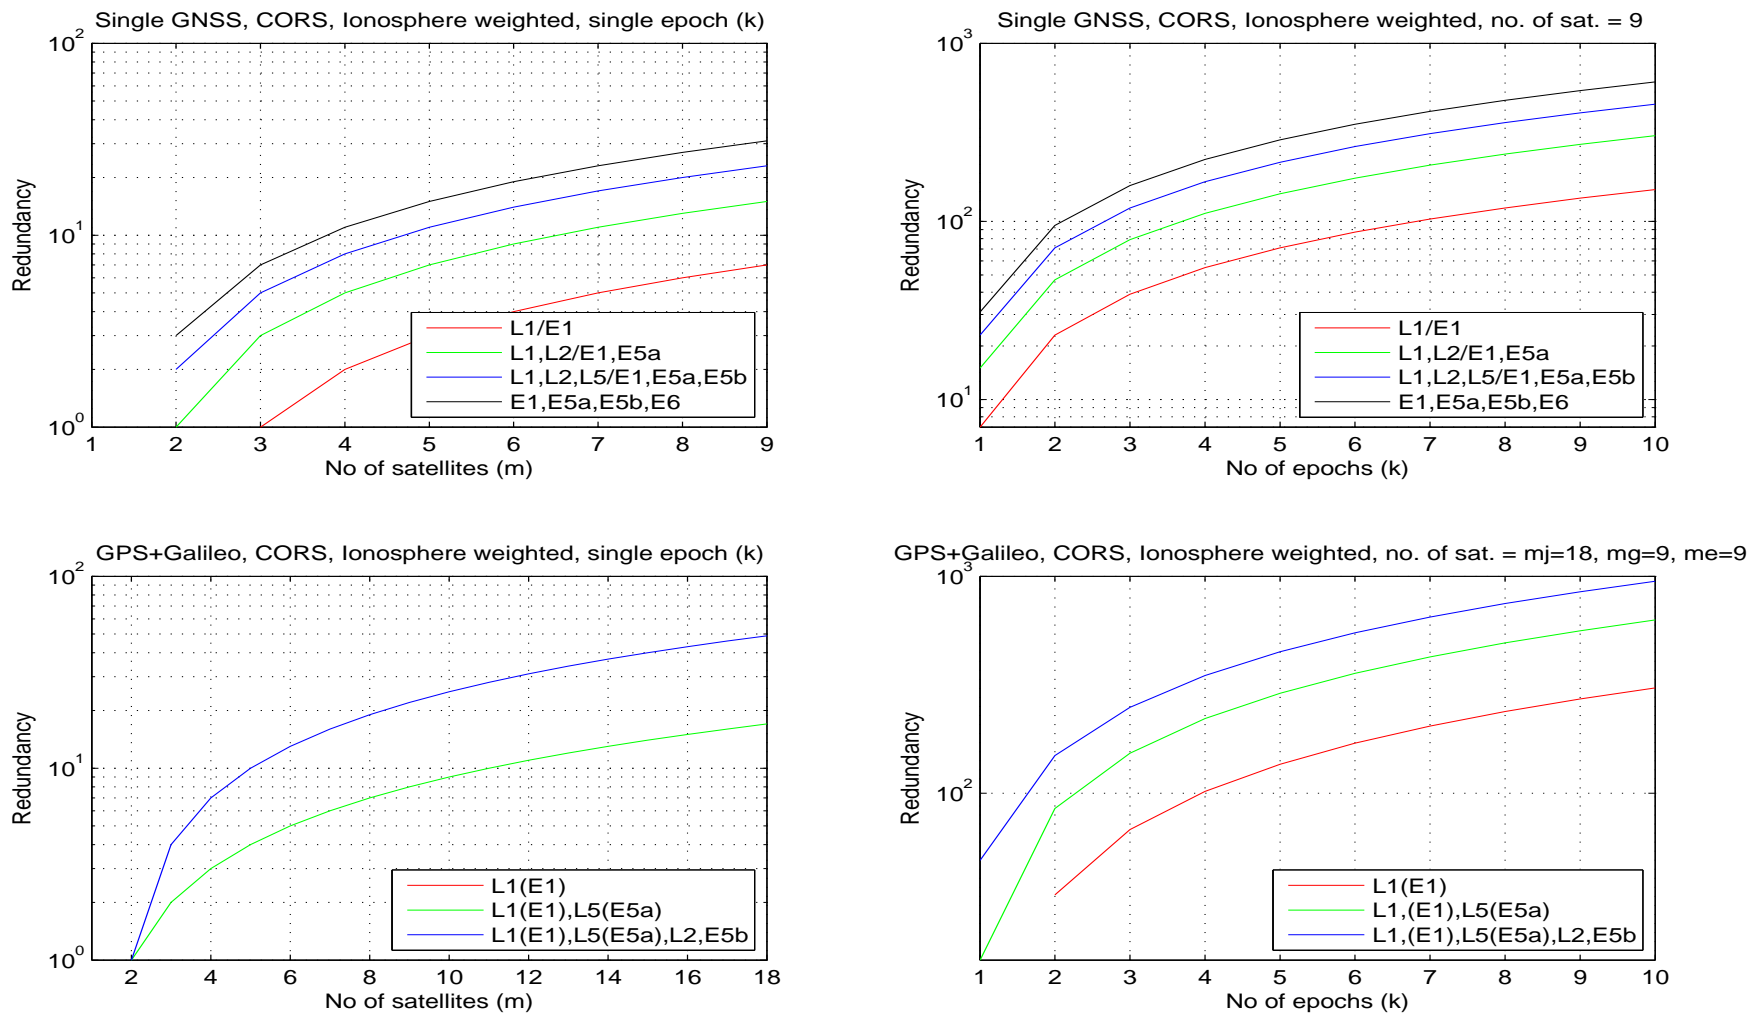 Single GNSS, CORS, Ionosphere weighted, single epoch (k)
10^2
10^1
10^0
Redundancy
1 2 3 4 5 6 7 8 9
No of satellites (m)
L1/E1
L1,L2/E1,E5a
L1,L2,L5/E1,E5a,E5b
E1,E5a,E5b,E6
Single GNSS, CORS, Ionosphere weighted, no. of sat. = 9
10^3
10^2
10^1
Redundancy
1 2 3 4 5 6 7 8 9 10
No of epochs (k)
L1/E1
L1,L2/E1,E5a
L1,L2,L5/E1,E5a,E5b
E1,E5a,E5b,E6
GPS+Galileo, CORS, Ionosphere weighted, single epoch (k)
10^2
10^1
10^0
Redundancy
2 4 6 8 10 12 14 16 18
No of satellites (m)
L1(E1)
L1(E1),L5(E5a)
L1(E1),L5(E5a),L2,E5b
GPS+Galileo, CORS, Ionosphere weighted, no. of sat. = mj=18, mg=9, me=9
10^3
10^2
Redundancy
1 2 3 4 5 6 7 8 9 10
No of epochs (k)
L1(E1)
L1,(E1),L5(E5a)
L1,(E1),L5(E5a),L2,E5b